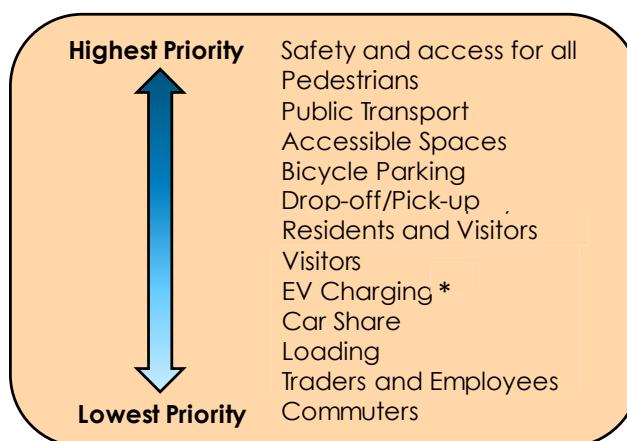 Highest Priority Safety and access for all
Pedestrians
Public Transport
Accessible Spaces
Bicycle Parking
Drop-off/Pick-up
Residents and Visitors
Visitors
EV Charging *
Car Share
Loading
Traders and Employees
Lowest Priority Commuters